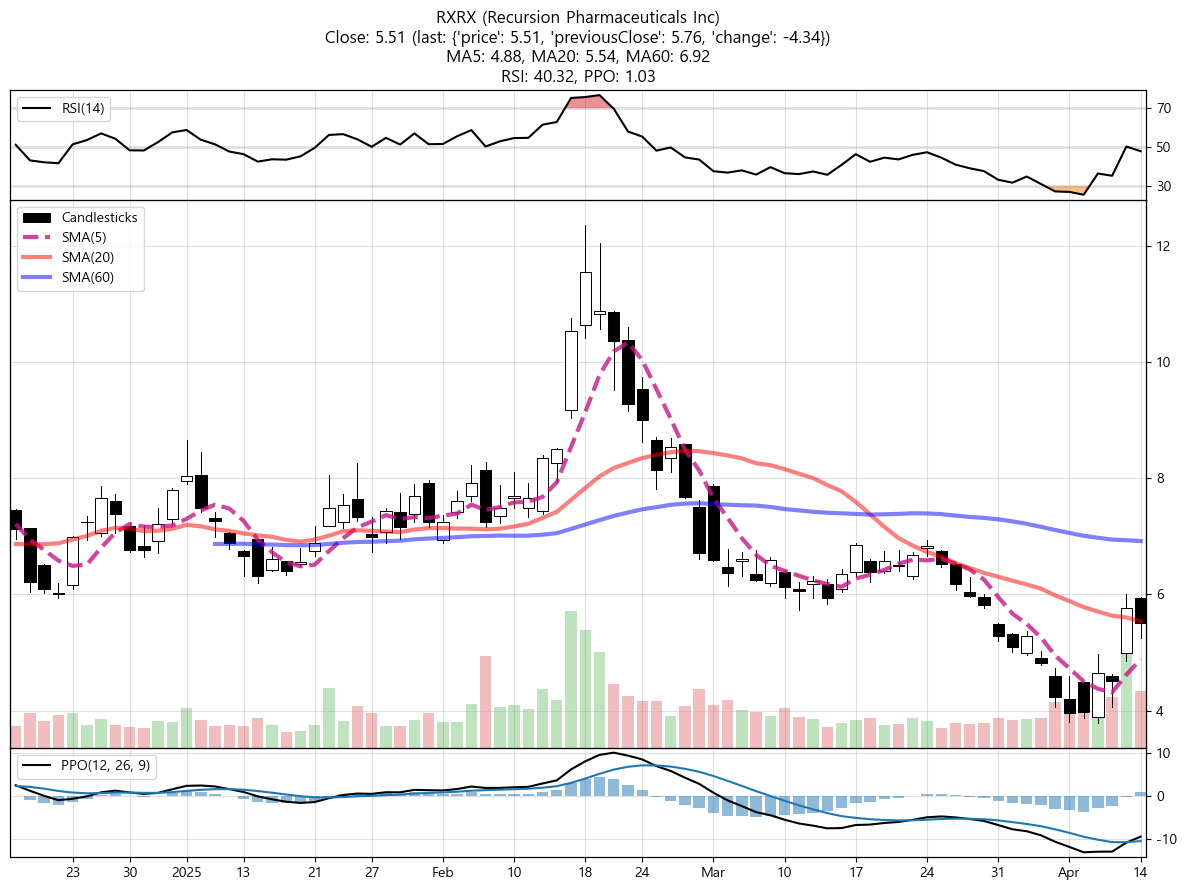 RXRX (Recursion Pharmaceuticals Inc)
Close: 5.51 (last: {'price': 5.51, 'previousClose': 5.76, 'change': -4.34})
MA5: 4.88, MA20: 5.54, MA60: 6.92
RSI: 40.32, PPO: 1.03
RSI(14)
70
50
30
Candlesticks
SMA(5)
SMA(20)
SMA(60)
12
10
8
6
4
PPO(12, 26, 9)
10
0
-10
23 30 2025 13 21 27 Feb 10 18 24 Mar 10 17 24 31 Apr 14